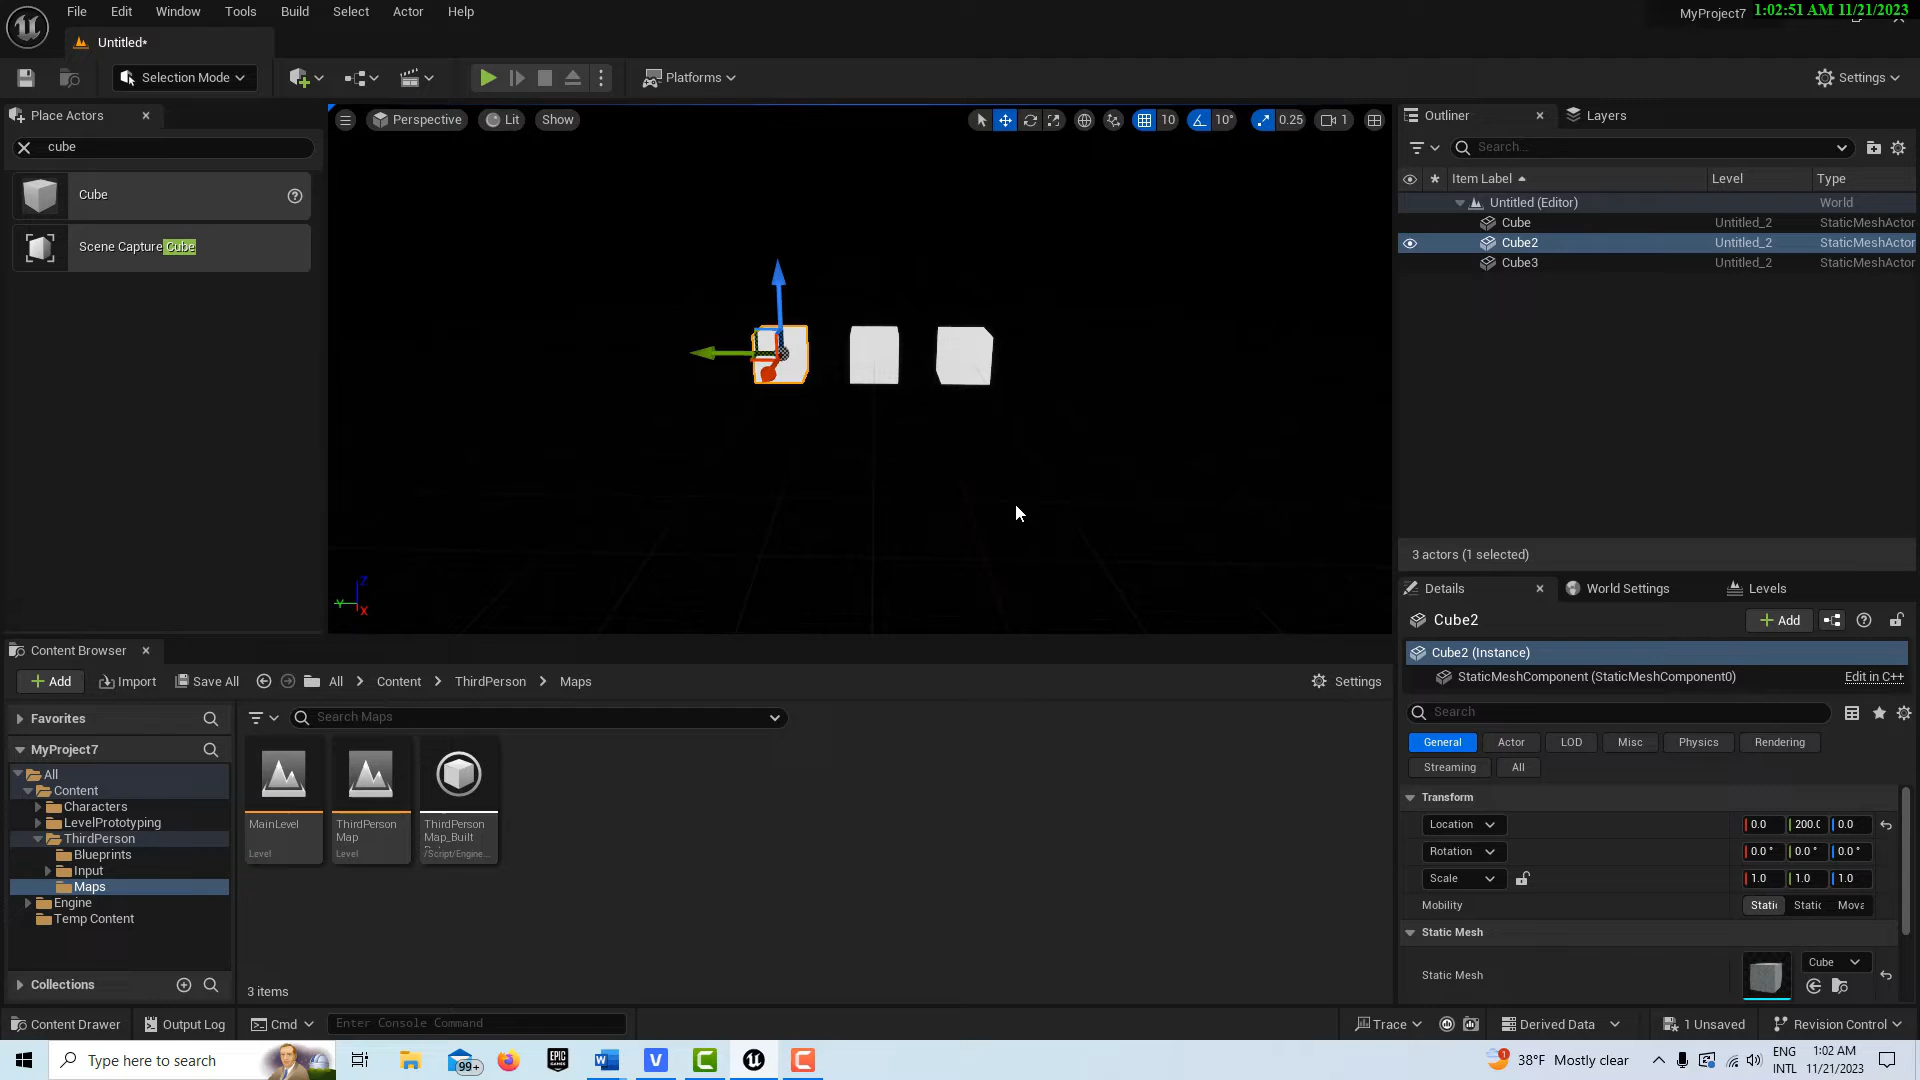 File Edit Window Tools Build Select Actor Help
MyProject7
1:02:51 AM 11/21/2023
Untitled*
Selection Mode
Platforms
Settings
Place Actors
cube
Cube
Scene Capture Cube
Perspective
Lit
Show
10
10°
0.25
1
Z
Y
X
Outliner
Layers
Search...
Item Label
Level
Type
Untitled (Editor)
World
Cube
Untitled_2
StaticMeshActor
Cube2
Untitled_2
StaticMeshActor
Cube3
Untitled_2
StaticMeshActor
3 actors (1 selected)
Details
World Settings
Levels
Cube2
Add
Cube2 (Instance)
StaticMeshComponent (StaticMeshComponent0)
Edit in C++
Search
General
Actor
LOD
Misc
Physics
Rendering
Streaming
All
Transform
Location
0.0
200.0
0.0
Rotation
0.0 °
0.0 °
0.0 °
Scale
1.0
1.0
1.0
Mobility
Static
Static
Mova
Static Mesh
Static Mesh
Cube
Content Browser
Add
Import
Save All
All
Content
ThirdPerson
Maps
Settings
Favorites
Search Maps
MyProject7
All
Content
Characters
LevelPrototyping
ThirdPerson
Blueprints
Input
Maps
Engine
Temp Content
Collections
MainLevel
Level
ThirdPerson
Map
Level
ThirdPerson
Map_Built
/Script/Engine...
3 items
Content Drawer
Output Log
Cmd
Enter Console Command
Trace
Derived Data
1 Unsaved
Revision Control
Type here to search
99+
EPIC
GAMES
W
V
C
C
1
38°F Mostly clear
ENG
INTL
1:02 AM
11/21/2023